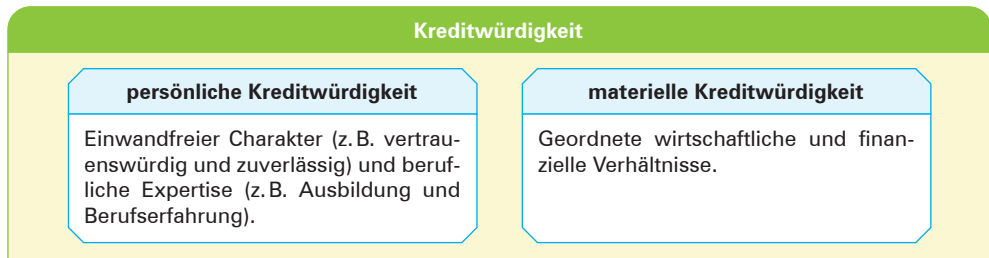 Kreditwürdigkeit
persönliche Kreditwürdigkeit
Einwandfreier Charakter (z. B. vertrau-
enswürdig und zuverlässig) und beruf-
liche Expertise (z. B. Ausbildung und
Berufserfahrung).
materielle Kreditwürdigkeit
Geordnete wirtschaftliche und finan-
zielle Verhältnisse.